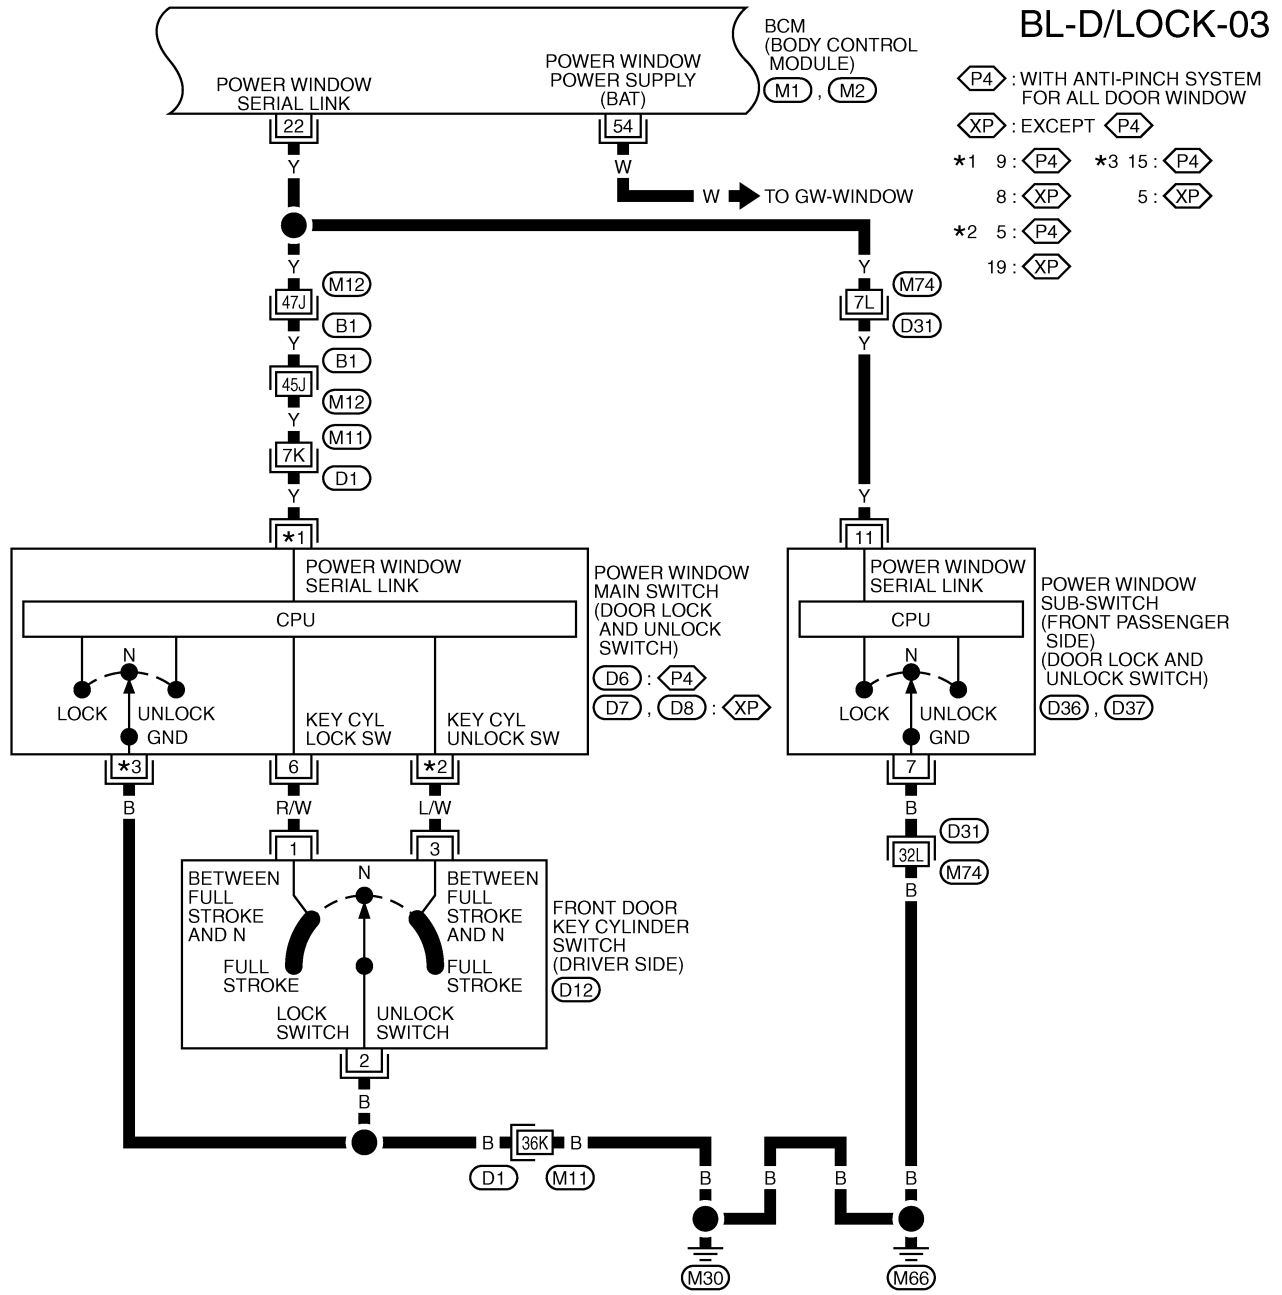 BL-D/LOCK-03
BCM
(BODY CONTROL
MODULE)
M1 , M2
POWER WINDOW
SERIAL LINK
POWER WINDOW
POWER SUPPLY
(BAT)
22
54
P4 : WITH ANTI-PINCH SYSTEM
FOR ALL DOOR WINDOW
XP : EXCEPT P4
*1 9 : P4 *3 15 : P4
8 : XP 5 : XP
*2 5 : P4
19 : XP
Y
W
W TO GW-WINDOW
Y
Y
M12
47J
B1
Y
B1
45J
M12
Y
M11
7K
D1
Y
M74
7L
D31
Y
Y
*1
11
POWER WINDOW
SERIAL LINK
CPU
N
LOCK
UNLOCK
GND
KEY CYL
LOCK SW
KEY CYL
UNLOCK SW
POWER WINDOW
MAIN SWITCH
(DOOR LOCK
AND UNLOCK
SWITCH)
D6 : P4
D7 , D8 : XP
POWER WINDOW
SERIAL LINK
CPU
N
LOCK
UNLOCK
GND
POWER WINDOW
SUB-SWITCH
(FRONT PASSENGER
SIDE)
(DOOR LOCK AND
UNLOCK SWITCH)
D36 , D37
*3
6
*2
7
B
R/W
L/W
B
1
3
D31
32L
M74
B
BETWEEN
FULL
STROKE
AND N
N
BETWEEN
FULL
STROKE
AND N
FULL
STROKE
FULL
STROKE
LOCK
SWITCH
UNLOCK
SWITCH
FRONT DOOR
KEY CYLINDER
SWITCH
(DRIVER SIDE)
D12
2
B
B 36K B
D1
M11
B
B
B
B
M30
M66